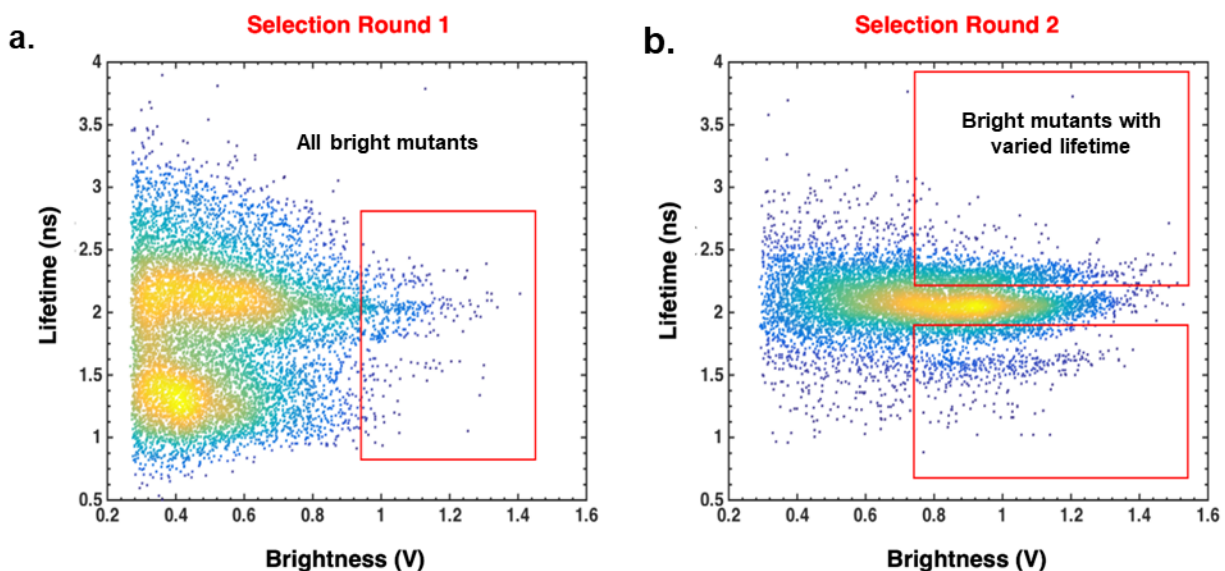 a.
Selection Round 1
Lifetime (ns)
4
3.5
3
2.5
2
1.5
1
0.5
All bright mutants
0.2 0.4 0.6 0.8 1 1.2 1.4 1.6
Brightness (V)
b.
Selection Round 2
Lifetime (ns)
4
3.5
3
2.5
2
1.5
1
0.5
Bright mutants with
varied lifetime
0.2 0.4 0.6 0.8 1 1.2 1.4 1.6
Brightness (V)